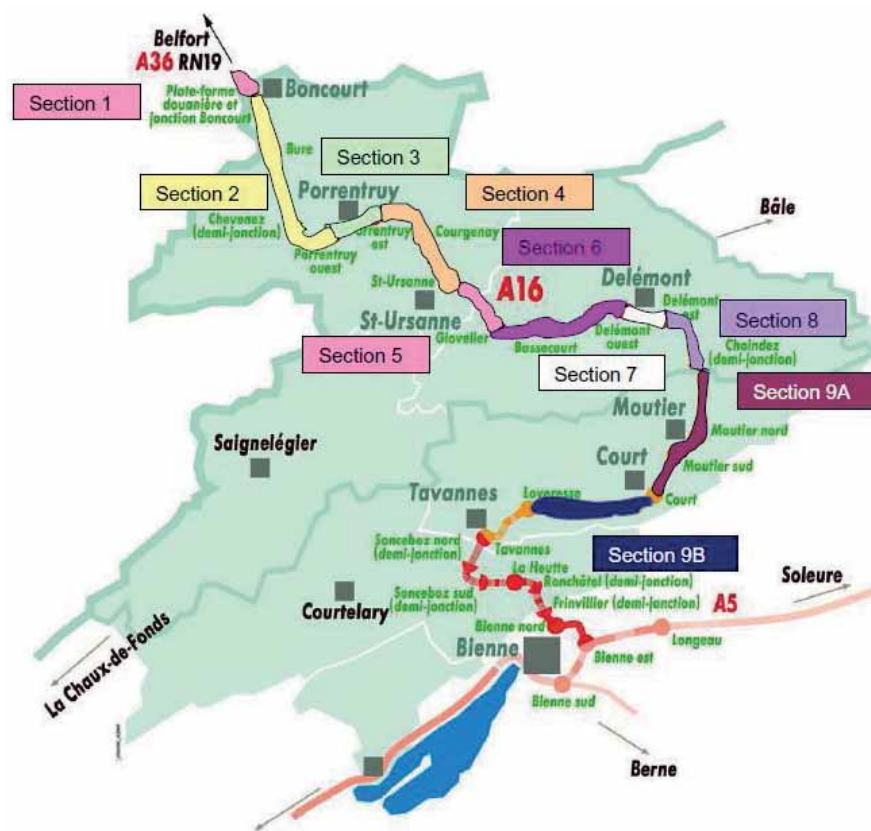 Belfort
A36 RN19
Section 1
Plate-forme
douanière et
jonction Boncourt
Boncourt
Bure
Section 3
Section 2
Porrentruy
Section 4
Chevenez
(demi-jonction)
Porrentruy
est
Courgenay
Porrentruy
ouest
Bâle
Section 6
St-Ursanne
A16
Delémont
Delémont
est
St-Ursanne
Glovelier
Bassecourt
Delémont
ouest
Section 8
Choindez
(demi-jonction)
Section 5
Section 7
Section 9A
Moutier
Moutier nord
Saignelégier
Court
Moutier sud
Tavannes
Loveresse
Court
Sonceboz nord
(demi-jonction)
Tavannes
Section 9B
La Heutte
Ronchâtel (demi-jonction)
Soleure
Courtelary
Sonceboz sud
(demi-jonction)
Frinvillier (demi-jonction)
A5
Bienne nord
Longeau
La Chaux-de-Fonds
Bienne
Bienne est
Bienne sud
Berne